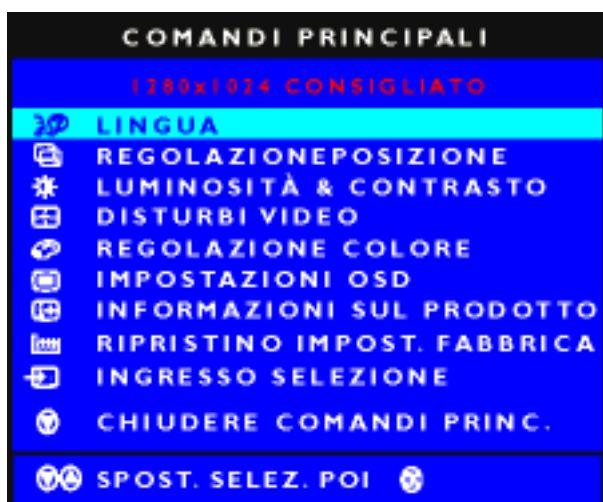 COMANDI PRINCIPALI
1280x1024 CONSIGLIATO
LINGUA
REGOLAZIONEPOSIZIONE
LUMINOSITÀ & CONTRASTO
DISTURBI VIDEO
REGOLAZIONE COLORE
IMPOSTAZIONI OSD
INFORMAZIONI SUL PRODOTTO
RIPRISTINO IMPOST. FABBRICA
INGRESSO SELEZIONE
CHIUDERE COMANDI PRINC.
SPOST. SELEZ. POI